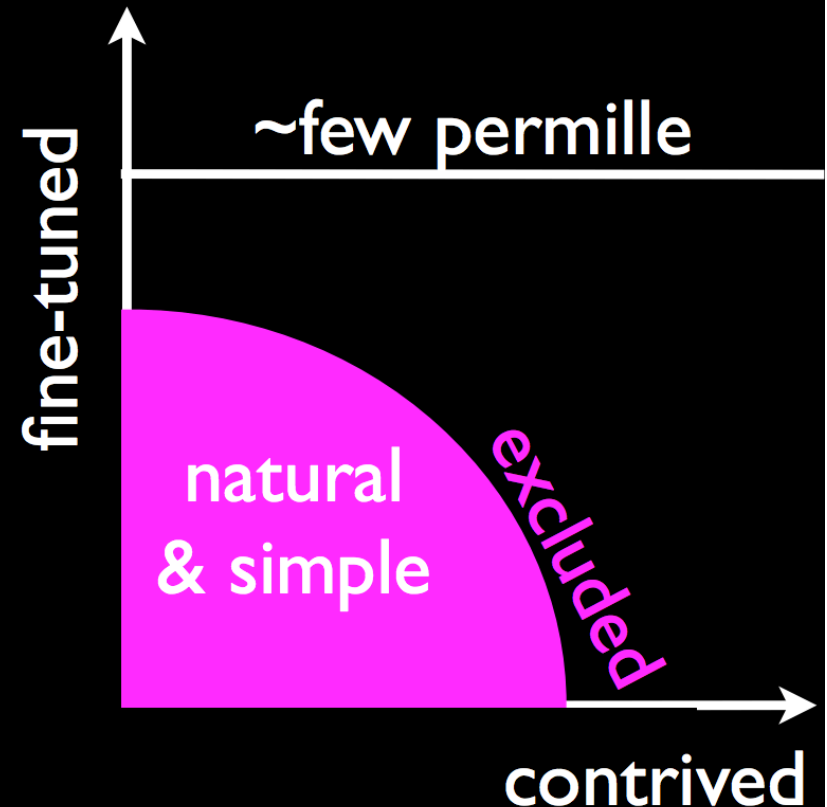 ~few permille
fine-tuned
natural
& simple
excluded
contrived